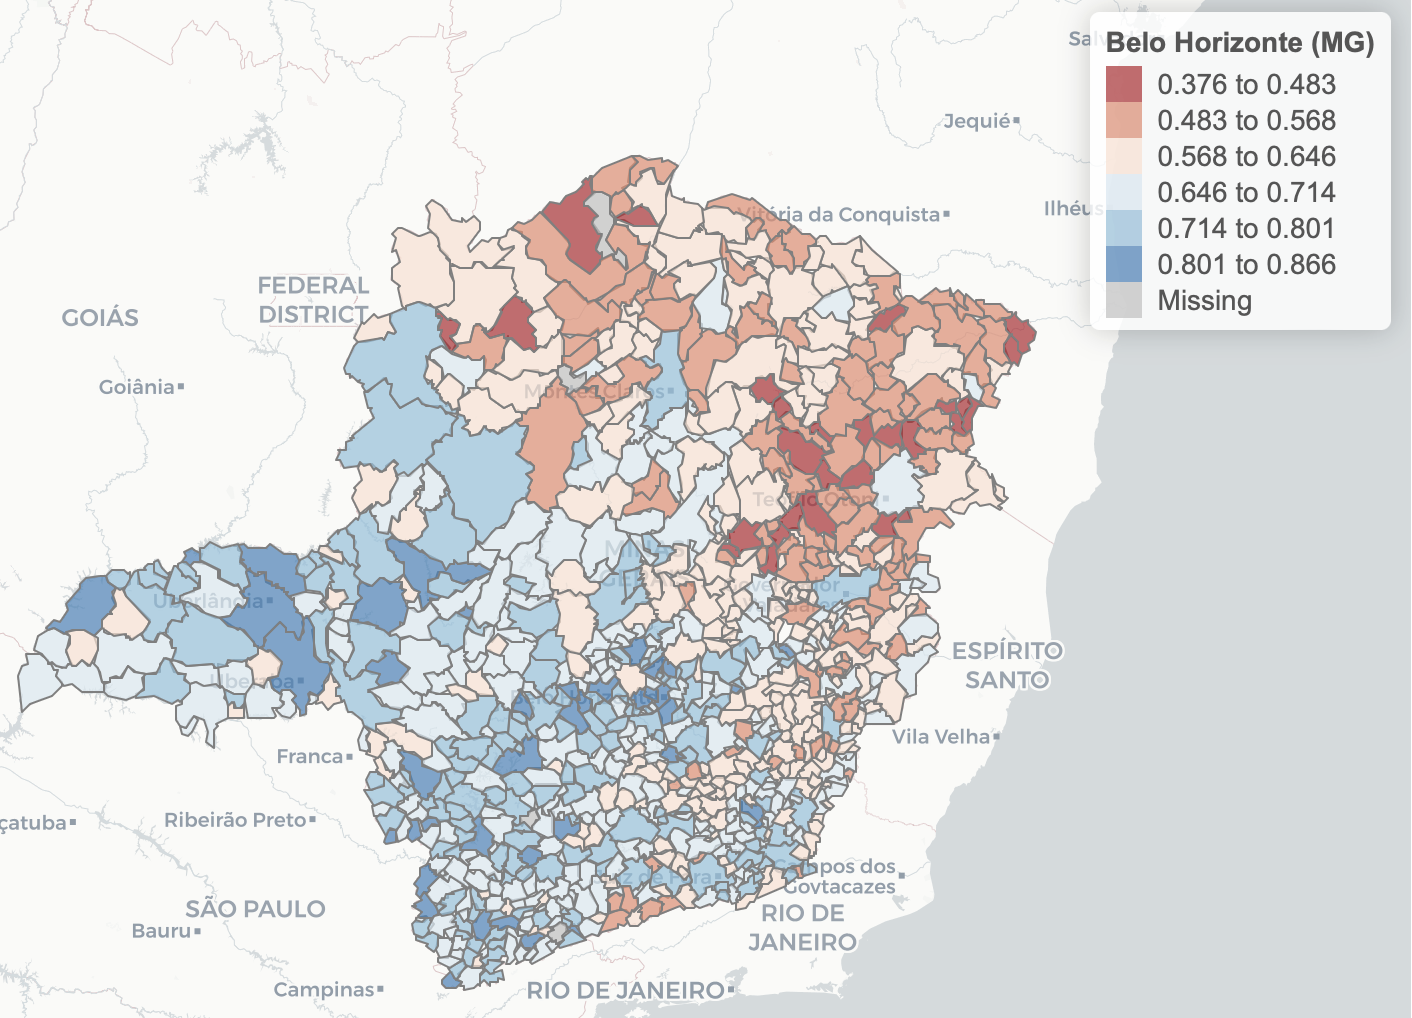 Belo Horizonte (MG)
0.376 to 0.483
0.483 to 0.568
0.568 to 0.646
0.646 to 0.714
0.714 to 0.801
0.801 to 0.866
Missing
Jequié
Vitória da Conquista
Ilhéus
FEDERAL
DISTRICT
GOIÁS
Goiânia
Montes Claros
Teófilo Otoni
MINAS
GERAIS
Governador
Valadares
Uberlândia
Uberaba
Belo Horizonte
ESPÍRITO
SANTO
Vila Velha
Franca
Ribeirão Preto
çatuba
Juiz de Fora
Campos dos
Govtacazes
SÃO PAULO
RIO DE
JANEIRO
Bauru
Campinas
RIO DE JANEIRO